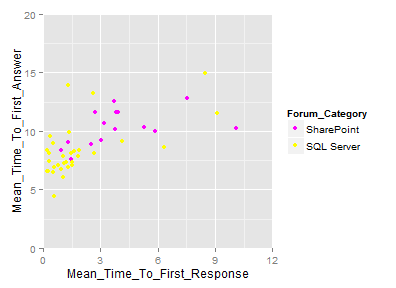 20
15
10
5
0
Mean_Time_To_First_Answer
0 3 6 9 12
Mean_Time_To_First_Response
Forum_Category
SharePoint
SQL Server